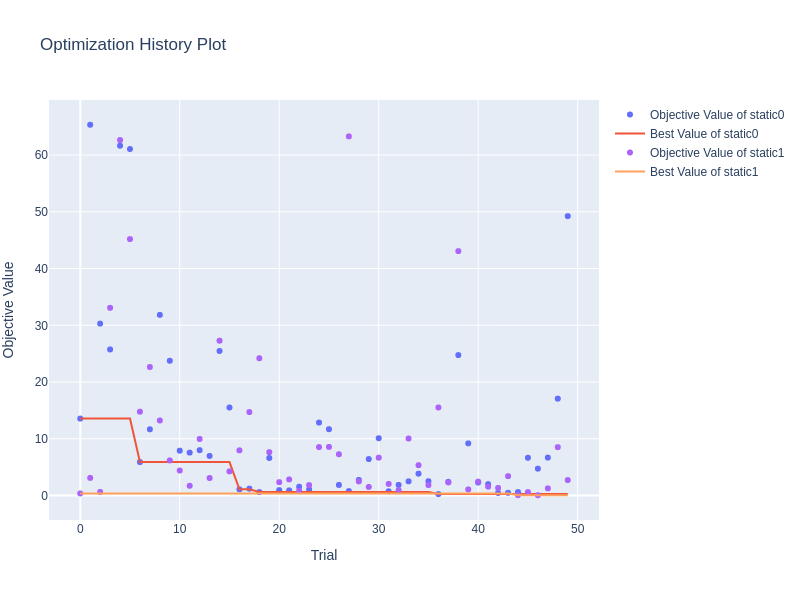 Optimization History Plot
Objective Value of static0
Best Value of static0
Objective Value of static1
Best Value of static1
Objective Value
60
50
40
30
20
10
0
0 10 20 30 40 50
Trial